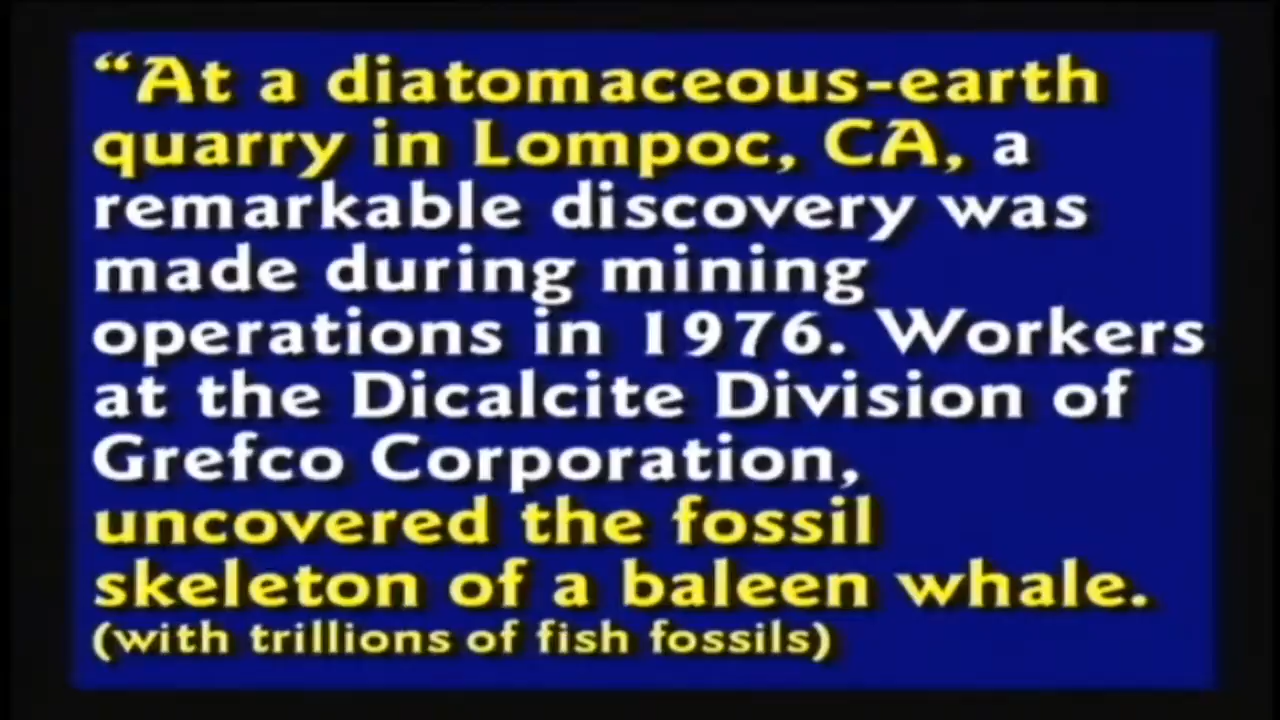 “At a diatomaceous-earth
quarry in Lompoc, CA, a
remarkable discovery was
made during mining
operations in 1976. Workers
at the Dicalcite Division of
Grefco Corporation,
uncovered the fossil
skeleton of a baleen whale.
(with trillions of fish fossils)